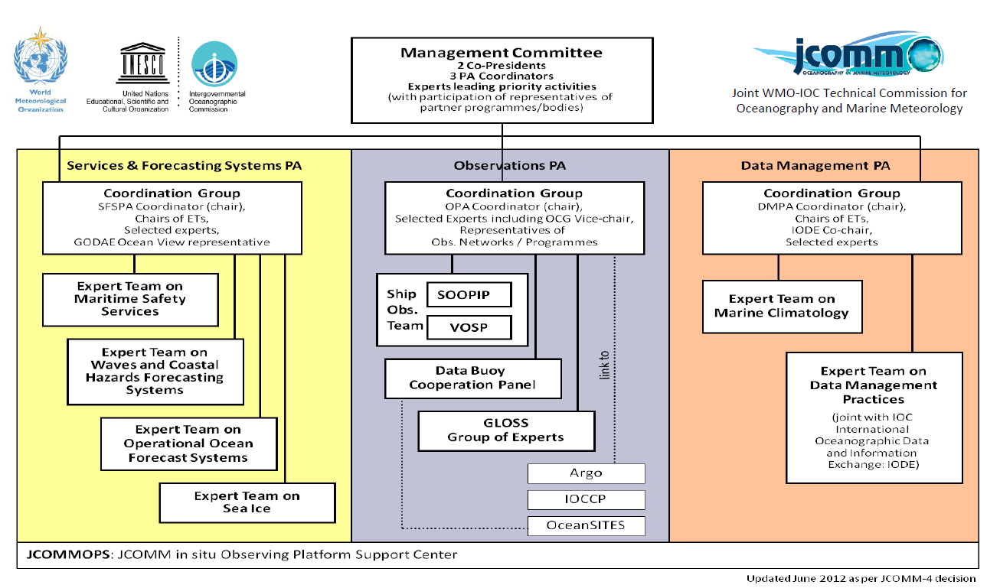 World
Meteorological
Organization
UNESCO
United Nations
Educational, Scientific and
Cultural Organization
Intergovernmental
Oceanographic
Commission
Management Committee
2 Co-Presidents
3 PA Coordinators
Experts leading priority activities
(with participation of representatives of
partner programmes/bodies)
jcomm
OCEANOGRAPHY & MARINE METEOROLOGY
Joint WMO-IOC Technical Commission for
Oceanography and Marine Meteorology
Services & Forecasting Systems PA
Coordination Group
SFSPA Coordinator (chair),
Chairs of ETs,
Selected experts,
GODAE Ocean View representative
Expert Team on
Maritime Safety
Services
Expert Team on
Waves and Coastal
Hazards Forecasting
Systems
Expert Team on
Operational Ocean
Forecast Systems
Expert Team on
Sea Ice
Observations PA
Coordination Group
OPA Coordinator (chair),
Selected Experts including OCG Vice-chair,
Representatives of
Obs. Networks / Programmes
Ship
Obs.
Team
SOOPIP
VOSP
Data Buoy
Cooperation Panel
GLOSS
Group of Experts
link to
Argo
IOCCP
OceanSITES
Data Management PA
Coordination Group
DMPA Coordinator (chair),
Chairs of ETs,
IODE Co-chair,
Selected experts
Expert Team on
Marine Climatology
Expert Team on
Data Management
Practices
(joint with IOC
International
Oceanographic Data
and Information
Exchange: IODE)
JCOMMOPS: JCOMM in situ Observing Platform Support Center
Updated June 2012 as per JCOMM-4 decision